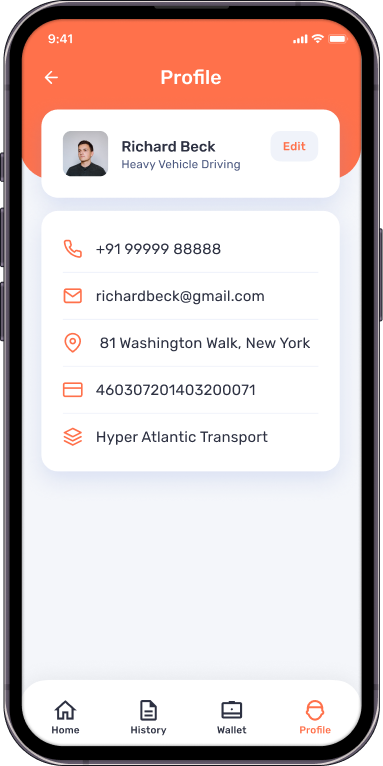 9:41
Profile
Richard Beck
Edit
Heavy Vehicle Driving
+91 99999 88888
richardbeck@gmail.com
81 Washington Walk, New York
460307201403200071
Hyper Atlantic Transport
Home History Wallet Profile